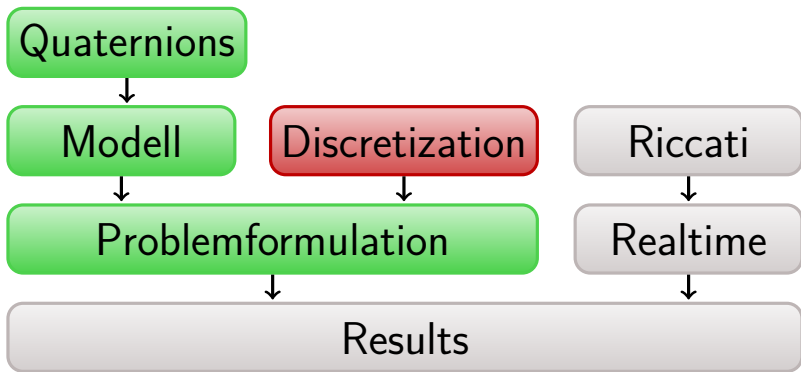 Quaternions
Modell
Discretization
Riccati
Problemformulation
Realtime
Results